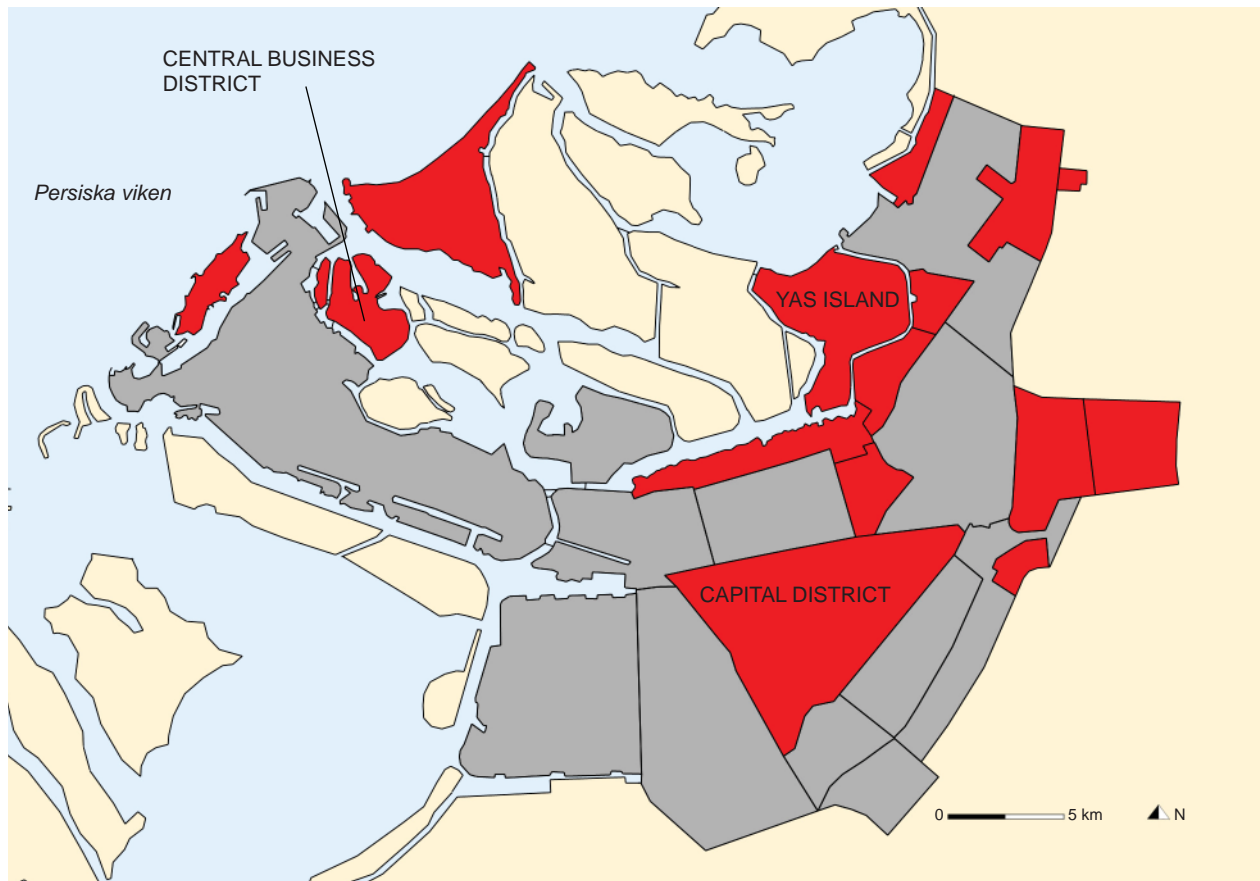 CENTRAL BUSINESS
DISTRICT
Persiska viken
YAS ISLAND
CAPITAL DISTRICT
0 5 km N